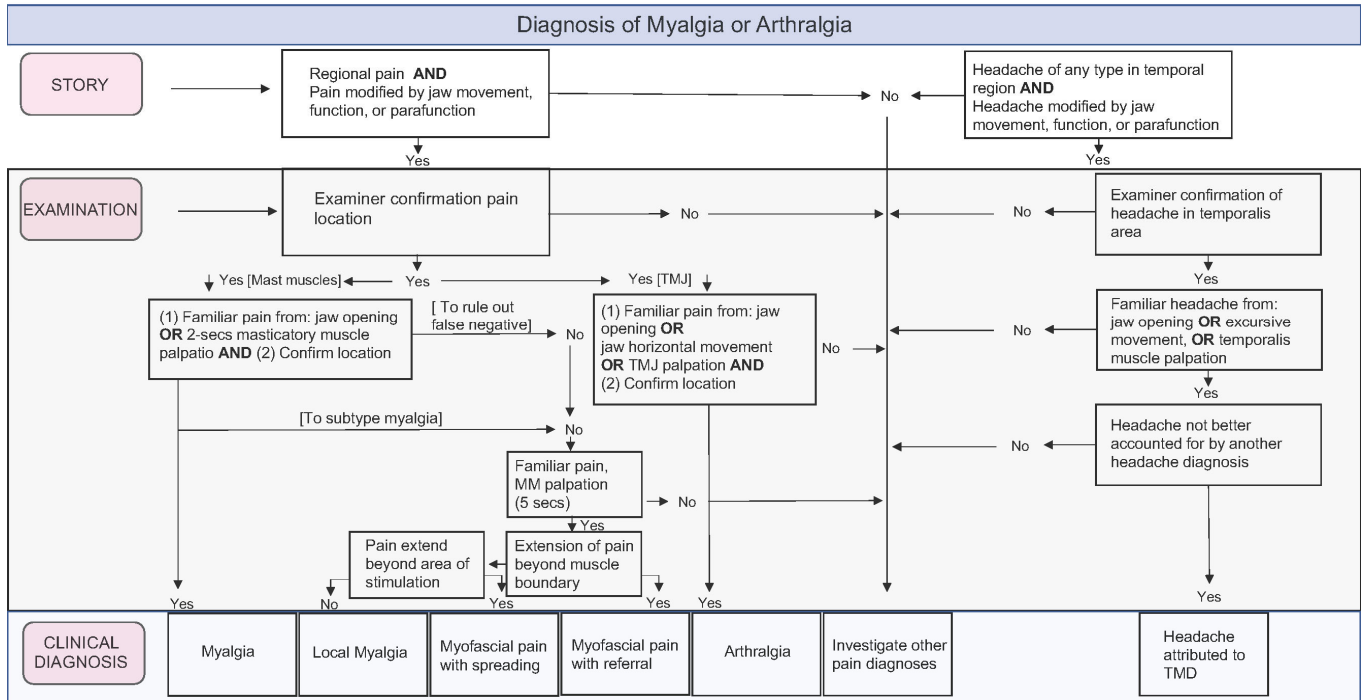 Diagnosis of Myalgia or Arthralgia
STORY
Regional pain AND
Pain modified by jaw movement,
function, or parafunction
No
Headache of any type in temporal
region AND
Headache modified by jaw
movement, function, or parafunction
Yes
Yes
EXAMINATION
Examiner confirmation pain
location
No
No
Examiner confirmation of
headache in temporalis
area
Yes [Mast muscles]
Yes
Yes [TMJ]
Yes
(1) Familiar pain from: jaw opening
OR 2-secs masticatory muscle
palpatio AND (2) Confirm location
[ To rule out
false negative]
No
(1) Familiar pain from: jaw
opening OR
jaw horizontal movement
OR TMJ palpation AND
(2) Confirm location
No
No
Familiar headache from:
jaw opening OR excursive
movement, OR temporalis
muscle palpation
Yes
[To subtype myalgia]
No
No
Headache not better
accounted for by another
headache diagnosis
Familiar pain,
MM palpation
(5 secs)
No
Yes
Pain extend
beyond area of
stimulation
Extension of pain
beyond muscle
boundary
Yes
No
Yes
Yes
Yes
Yes
CLINICAL
DIAGNOSIS
Myalgia
Local Myalgia
Myofascial pain
with spreading
Myofascial pain
with referral
Arthralgia
Investigate other
pain diagnoses
Headache
attributed to
TMD